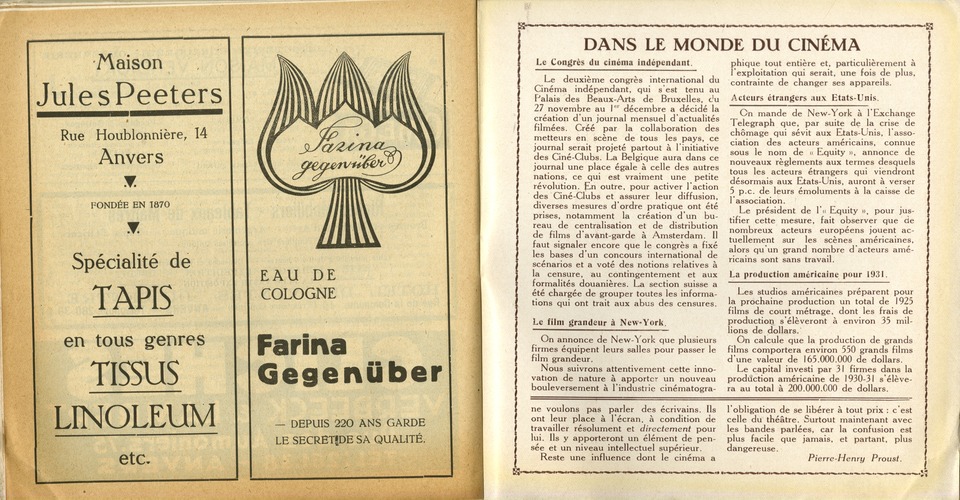 Maison
Jules Peeters
Rue Houblonnière, 14
Anvers
FONDÉE EN 1870
Spécialité de
TAPIS
en tous genres
TISSUS
LINOLEUM
etc.
Farina
gegenüber
EAU DE
COLOGNE
Farina
Gegenüber
— DEPUIS 220 ANS GARDE
LE SECRET DE SA QUALITÉ.
DANS LE MONDE DU CINÉMA
Le Congrès du cinéma indépendant.
Le deuxième congrès international du
Cinéma indépendant, qui s'est tenu au
Palais des Beaux-Arts de Bruxelles, du
27 novembre au 1er décembre a décidé la
création d'un journal mensuel d'actualités
filmées. Créé par la collaboration des
metteurs en scène de tous les pays, ce
journal serai projeté partout à l'initiative
des Ciné-Clubs. La Belgique aura dans ce
journal une place égale à celle des autres
nations, ce qui est vraiment une petite
révolution. En outre, pour activer l'action
des Ciné-Clubs et assurer leur diffusion,
diverses mesures d'ordre pratique ont été
prises, notamment la création d'un bu-
reau de centralisation et de distribution
de films d'avant-garde à Amsterdam. Il
faut signaler encore que le congrès a fixé
les bases d'un concours international de
scénarios et a voté des notions relatives à
la censure, au contingentement et aux
formalités douanières. La section suisse a
été chargée de grouper toutes les informa-
tions qui ont trait aux abus des censures.
Le film grandeur à New-York.
On annonce de New-York que plusieurs
firmes équipent leurs salles pour passer le
film grandeur.
Nous suivrons attentivement cette inno-
vation de nature à apporter un nouveau
bouleversement à l'industrie cinématogra-
phique tout entière et, particulièrement à
l'exploitation qui serait, une fois de plus,
contrainte de changer ses appareils.
Acteurs étrangers aux Etats-Unis.
On mande de New-York à l'Exchange
Telegraph que, par suite de la crise de
chômage qui sévit aux Etats-Unis, l'asso-
ciation des acteurs américains, connue
sous le nom de « Equity », annonce de
nouveaux règlements aux termes desquels
tous les acteurs étrangers qui viendront
désormais aux Etats-Unis, auront à verser
5 p.c. de leurs émoluments à la caisse de
l'association.
Le président de l'« Equity », pour jus-
tifier cette mesure, fait observer que de
nombreux acteurs européens jouent ac-
tuellement sur les scènes américaines,
alors qu'un grand nombre d'acteurs amé-
ricains sont sans travail.
La production américaine pour 1931.
Les studios américains préparent pour
la prochaine production un total de 1925
films de court métrage, dont les frais de
production s'élèveront à environ 35 mil-
lions de dollars.
On calcule que la production de grands
films comportera environ 550 grands films
d'une valeur de 165.000.000 de dollars.
Le capital investi par 31 firmes dans la
production américaine de 1930-31 s'élève-
ra au total à 200.000.000 de dollars.
ne voulons pas parler des écrivains. Ils
ont leur place à l'écran, à condition de
travailler résolument et directement pour
lui. Ils y apporteront un élément de pen-
sée et un niveau intellectuel supérieur.
Reste une influence dont le cinéma a
l'obligation de se libérer à tout prix : c'est
celle du théâtre. Surtout maintenant avec
les bandes parlées, car la confusion est
plus facile que jamais, et partant, plus
dangereuse.
Pierre-Henry Proust.